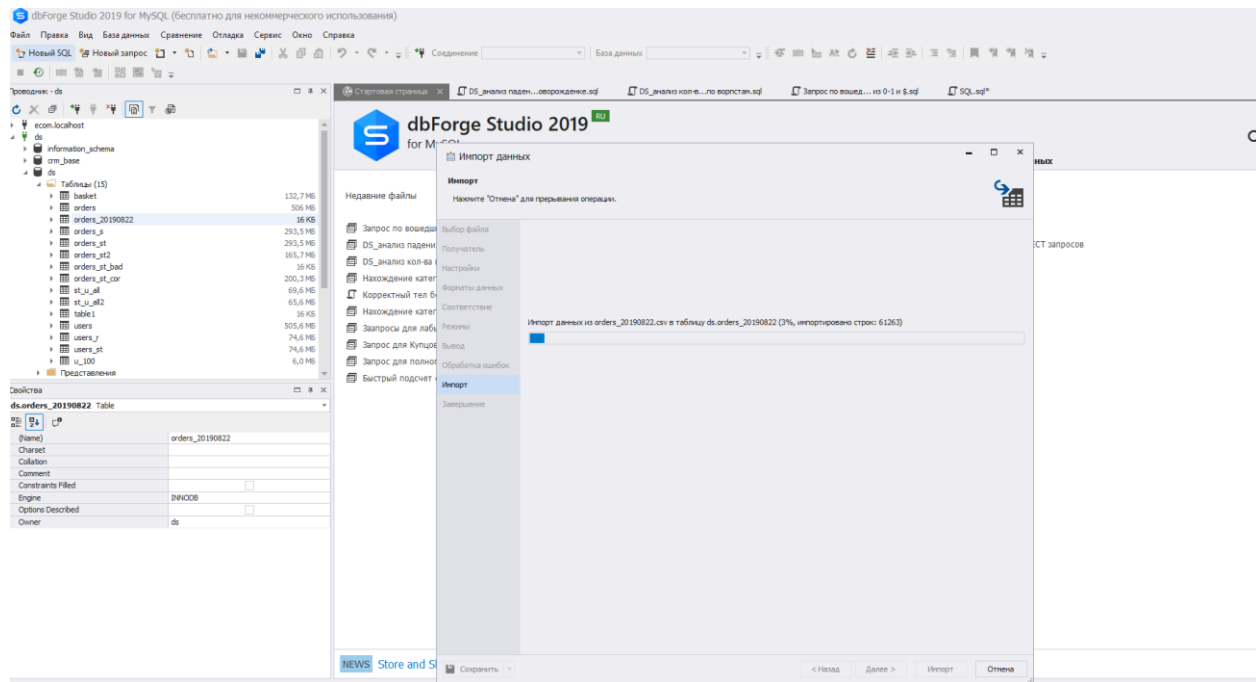 dbForge Studio 2019 for MySQL (бесплатно для некоммерческого использования)
Файл Правка Вид База данных Сравнение Отладка Сервис Окно Справка
Новый SQL Новый запрос Соединение База данных
Проводник - ds
Стартовая страница DS_анализ паден...оворожденке.sql DS_анализ кол-в...по ворпстан.sql Запрос по вошед... из 0-1 и $.sql SQL.sql*
ecom.localhost
ds
information_schema
crm_base
ds
Таблицы (15)
basket 132,7 МБ
orders 506 МБ
orders_20190822 16 КБ
orders_s 293,5 МБ
orders_st 293,5 МБ
orders_st2 165,7 МБ
orders_st_bad 16 КБ
orders_st_cor 200,3 МБ
st_u_all 69,6 МБ
st_u_all2 65,6 МБ
table1 16 КБ
users 505,6 МБ
users_r 74,6 МБ
users_st 74,6 МБ
u_100 6,0 МБ
Представления
Свойства
ds.orders_20190822 Table
(Name) orders_20190822
Charset
Collation
Comment
Constraints Filled
Engine INNODB
Options Described
Owner ds
dbForge Studio 2019 RU
for MySQL
Недавние файлы
Запрос по вошедш
DS_анализ падени
DS_анализ кол-ва
Нахождение катег
Корректный тел б
Нахождение катег
Заапросы для лаб
Запрос для Купцов
Запрос для полног
Быстрый подсчет
NEWS Store and S
ных
ЕСТ запросов
Импорт данных
Импорт
Нажмите "Отмена" для прерывания операции.
Выбор файла
Получатель
Настройки
Форматы данных
Соответствие
Режимы
Вывод
Обработка ошибок
Импорт
Завершение
Импорт данных из orders_20190822.csv в таблицу ds.orders_20190822 (3%, импортировано строк: 61263)
Сохранить < Назад Далее > Импорт Отмена